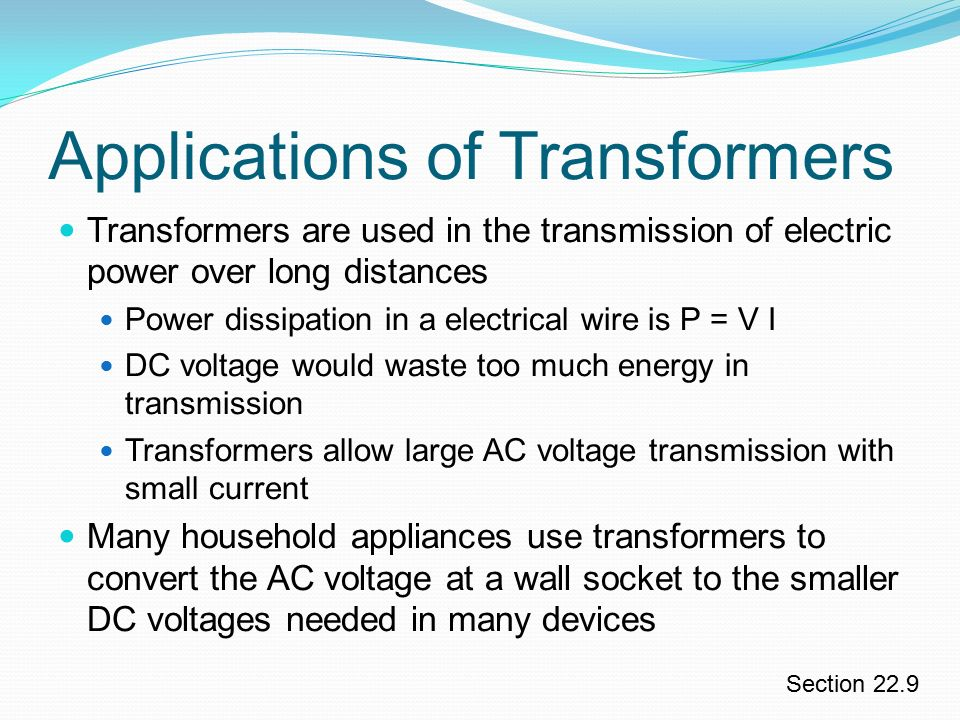 Applications of Transformers
Transformers are used in the transmission of electric
power over long distances
Power dissipation in a electrical wire is P = V I
DC voltage would waste too much energy in
transmission
Transformers allow large AC voltage transmission with
small current
Many household appliances use transformers to
convert the AC voltage at a wall socket to the smaller
DC voltages needed in many devices
Section 22.9